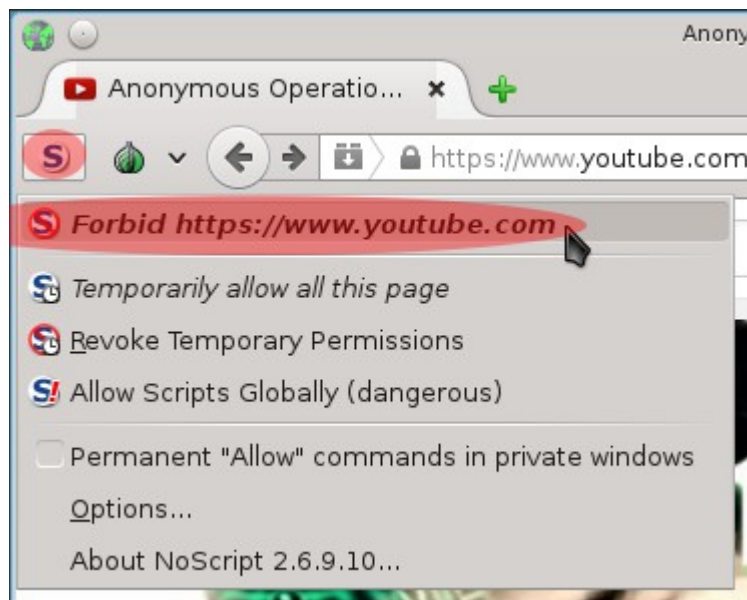 Anony
Anonymous Operatio...
https://www.youtube.com
Forbid https://www.youtube.com
Temporarily allow all this page
Revoke Temporary Permissions
Allow Scripts Globally (dangerous)
Permanent "Allow" commands in private windows
Options...
About NoScript 2.6.9.10...